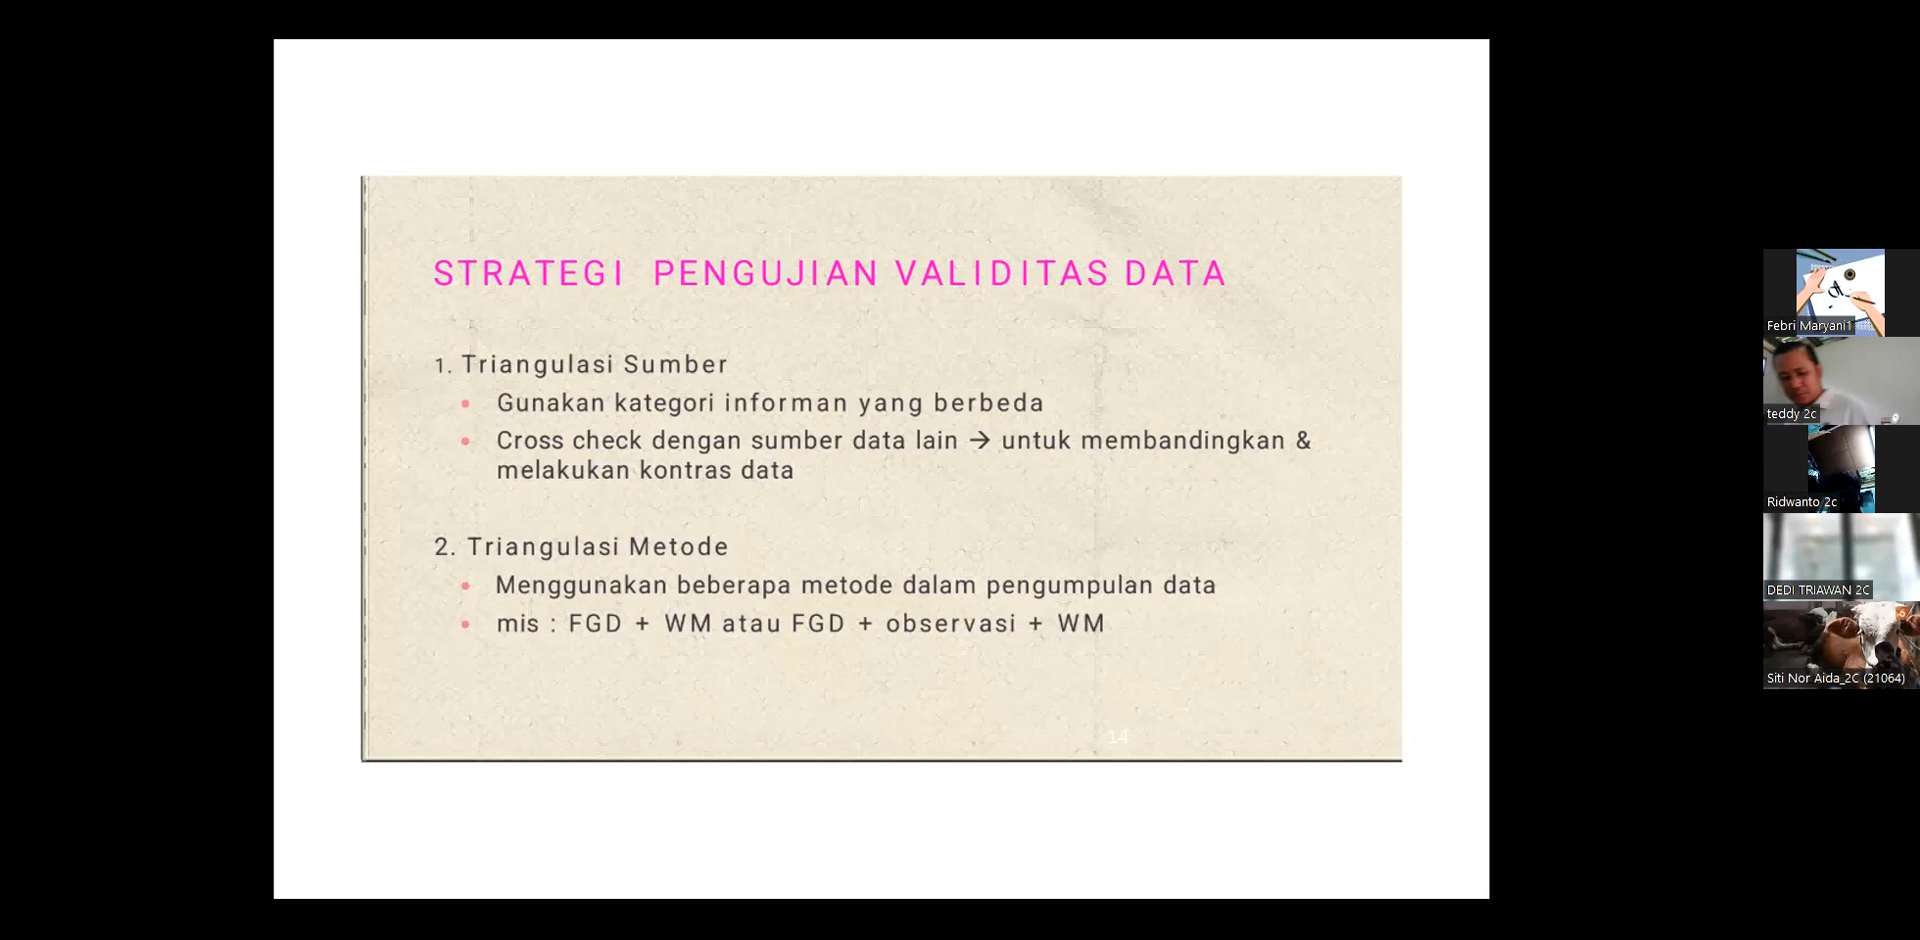 STRATEGI PENGUJIAN VALIDITAS DATA
1. Triangulasi Sumber
• Gunakan kategori informan yang berbeda
• Cross check dengan sumber data lain → untuk membandingkan &
melakukan kontras data
2. Triangulasi Metode
• Menggunakan beberapa metode dalam pengumpulan data
• mis : FGD + WM atau FGD + observasi + WM
14
Febri Maryani1
teddy 2c
Ridwanto 2c
DEDI TRIAWAN 2C
Siti Nor Aida_2C (21064)